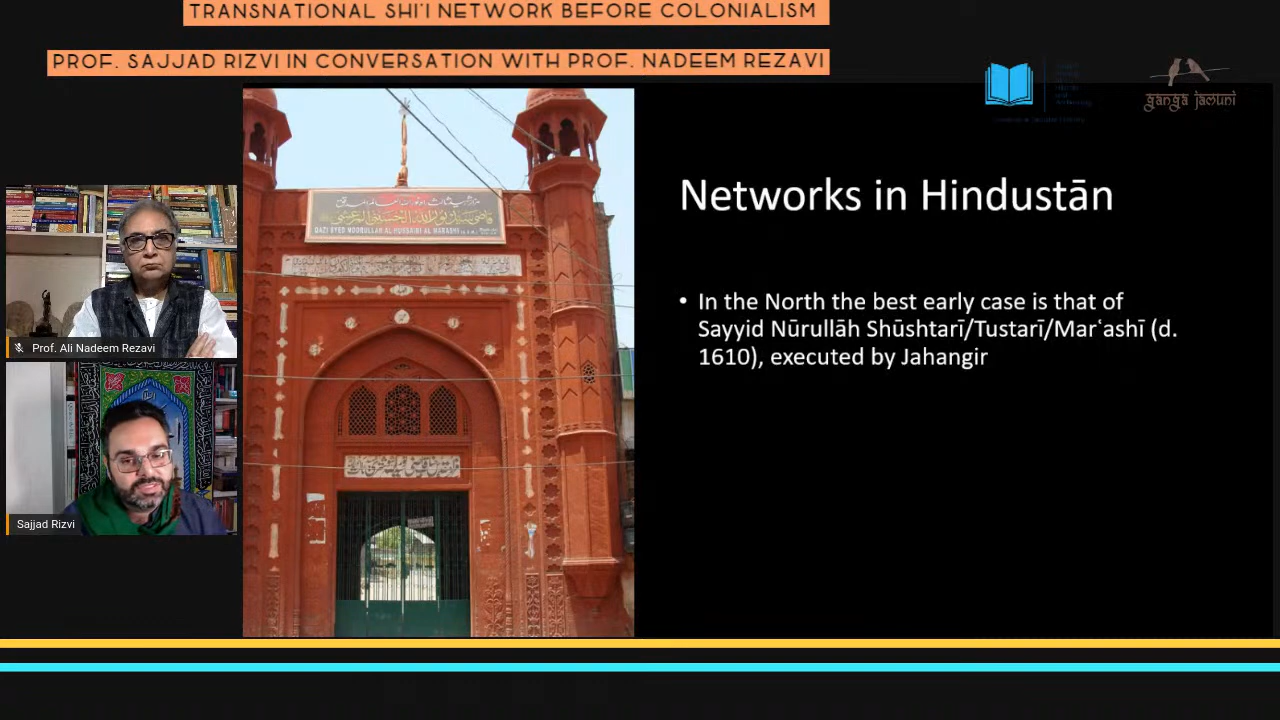 TRANSNATIONAL SHI'I NETWORK BEFORE COLONIALISM
PROF. SAJJAD RIZVI IN CONVERSATION WITH PROF. NADEEM REZAVI
ganga jamuni
QAZI SYED NOORULLAH AL-HUSSAINI AL-MARASHI
Networks in Hindustān
• In the North the best early case is that of
Sayyid Nūrullāh Shūshtarī/Tustarī/Marʿashī (d.
1610), executed by Jahangir
Prof. Ali Nadeem Rezavi
Sajjad Rizvi